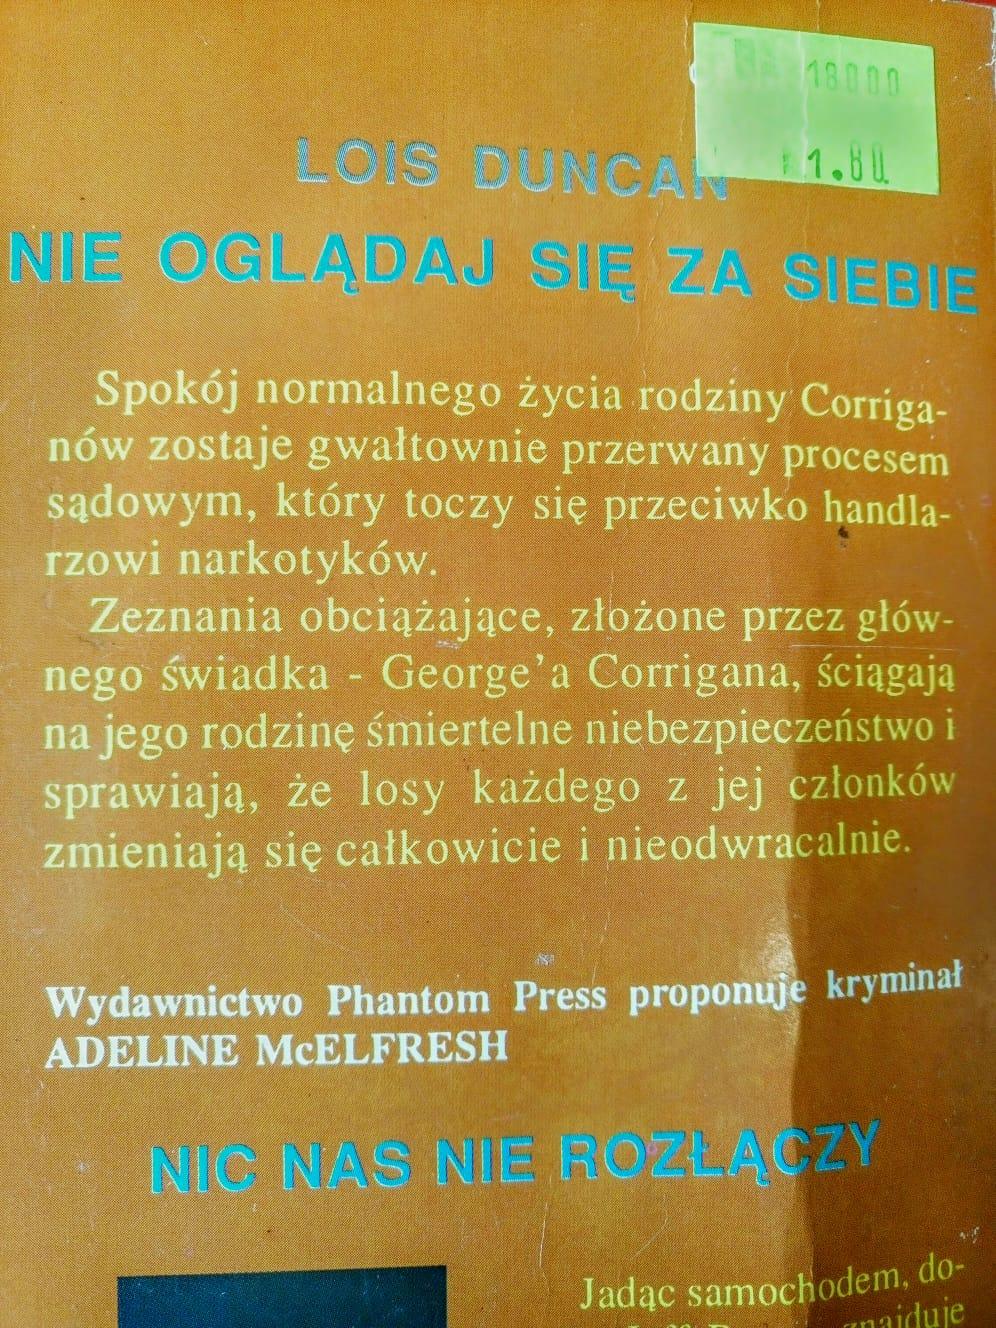 18000
1.80
LOIS DUNCAN
NIE OGLĄDAJ SIĘ ZA SIEBIE
Spokój normalnego życia rodziny Corriga-
nów zostaje gwałtownie przerwany procesem
sądowym, który toczy się przeciwko handla-
rzowi narkotyków.
Zeznania obciążające, złożone przez głów-
nego świadka - George'a Corrigana, ściągają
na jego rodzinę śmiertelne niebezpieczeństwo i
sprawiają, że losy każdego z jej członków
zmieniają się całkowicie i nieodwracalnie.
Wydawnictwo Phantom Press proponuje kryminał
ADELINE McELFRESH
NIC NAS NIE ROZŁĄCZY
Jadąc samochodem, do-
znajduje